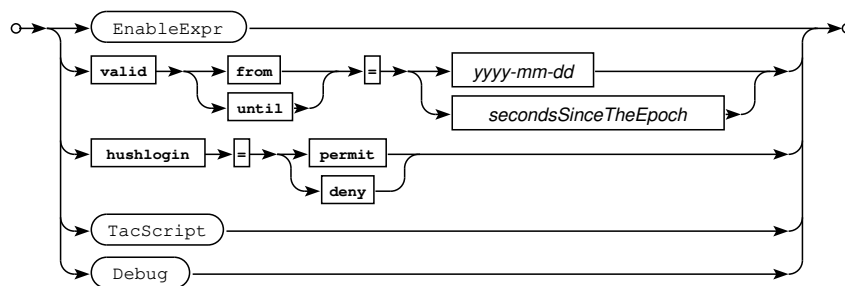 EnableExpr
valid from = yyyy-mm-dd
until secondsSinceTheEpoch
hushlogin = permit
deny
TacScript
Debug